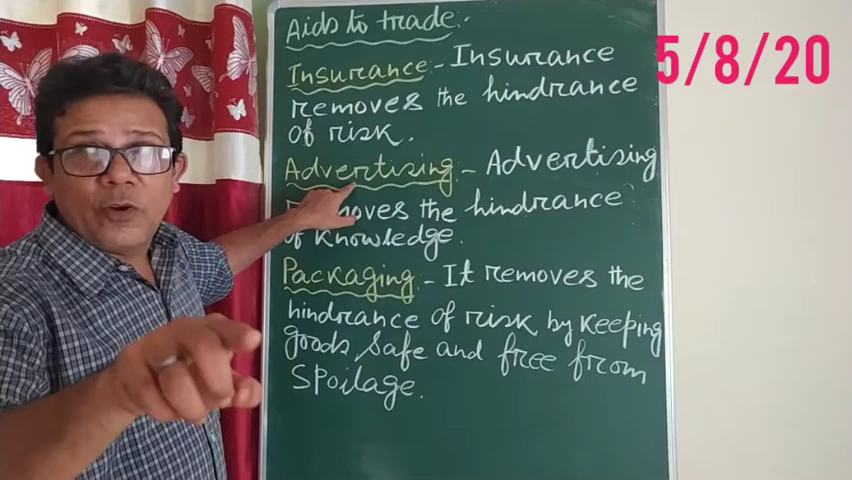 Aids to trade:-
5/8/20
Insurance:- Insurance
removes the hindrance
of risk.
Advertising:- Advertising
removes the hindrance
of knowledge.
Packaging:- It removes the
hindrance of risk by keeping
goods, safe and free from
spoilage.